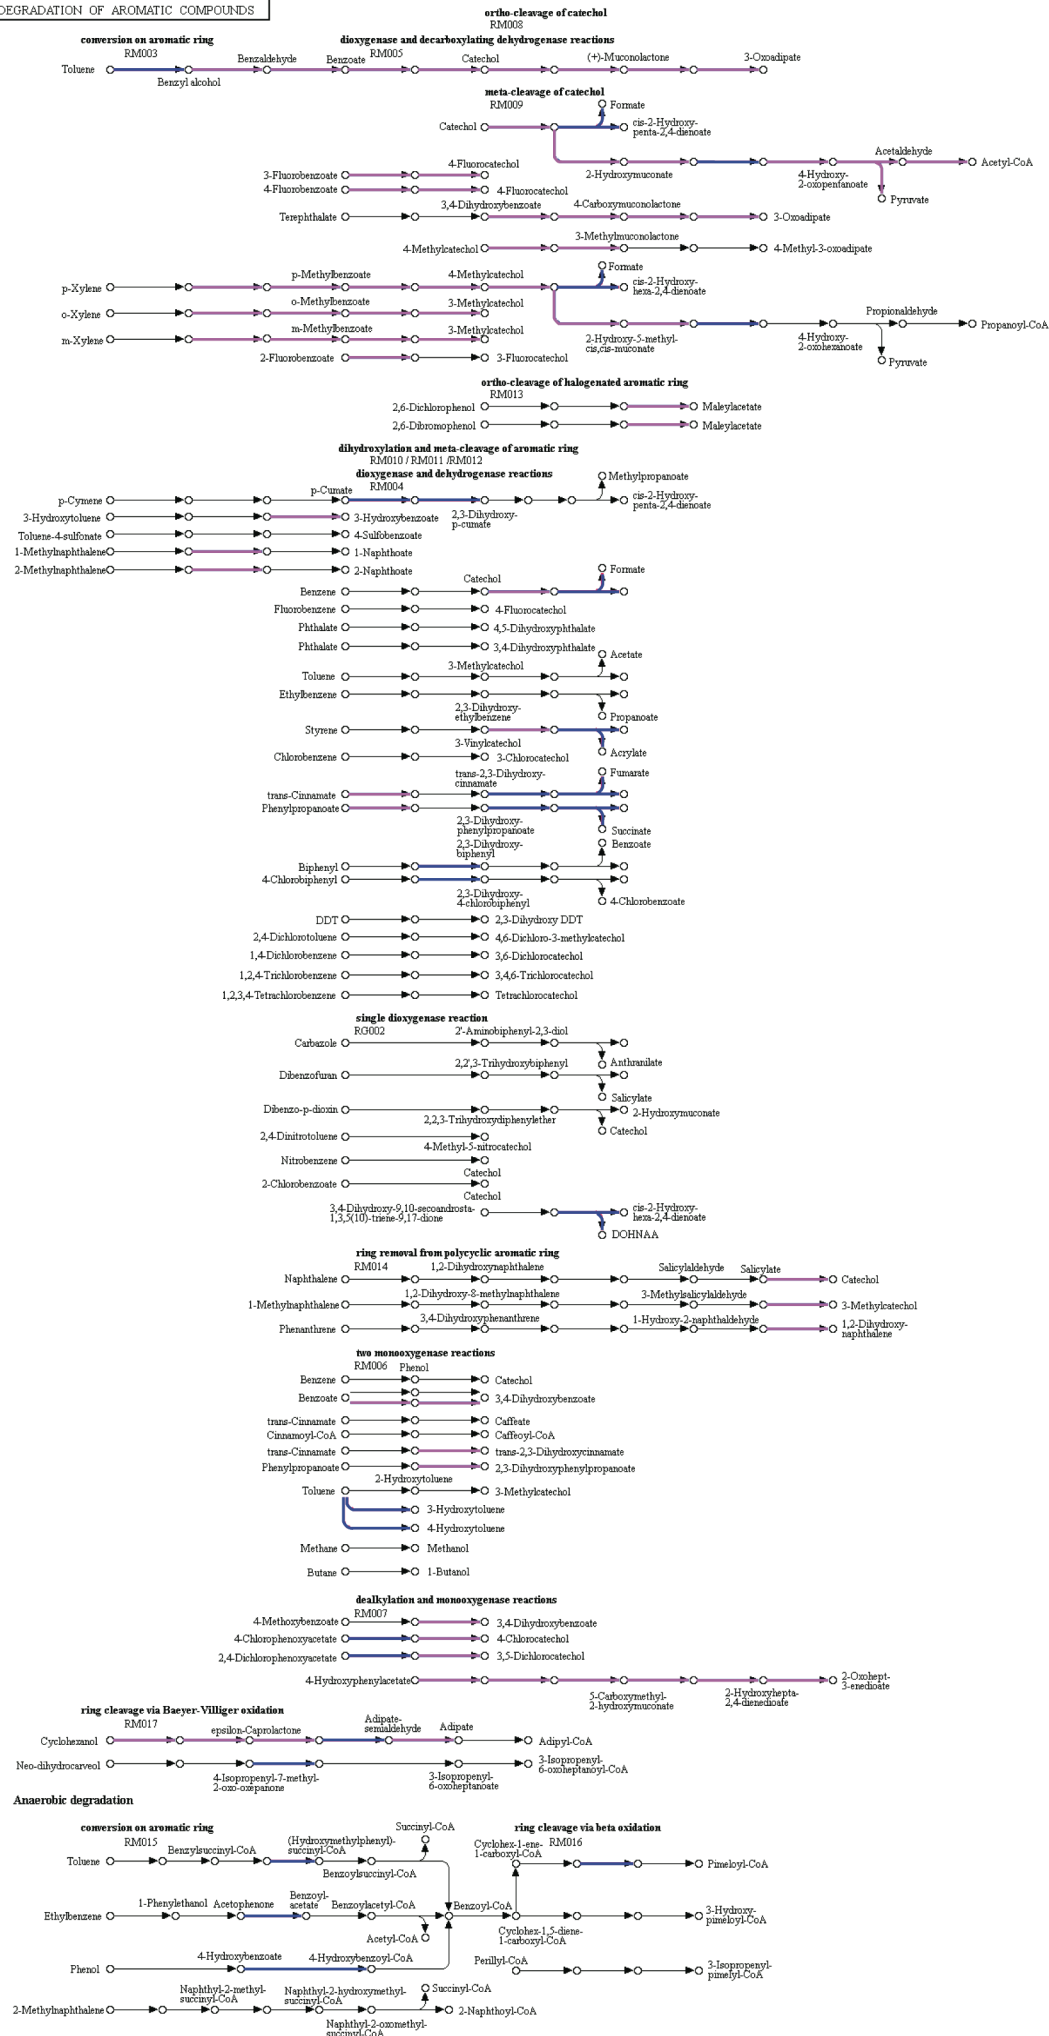 DEGRADATION OF AROMATIC COMPOUNDS
ortho-cleavage of catechol
RM008
conversion on aromatic ring
dioxygenase and decarboxylating dehydrogenase reactions
RM003
RM005
Toluene
Benzyl alcohol
Benzaldehyde
Benzoate
Catechol
(+)-Muconolactone
3-Oxoadipate
meta-cleavage of catechol
RM009
Formate
Catechol
cis-2-Hydroxy-
penta-2,4-dienoate
4-Fluorocatechol
Acetaldehyde
Acetyl-CoA
3-Fluorobenzoate
2-Hydroxymuconate
4-Hydroxy-
2-oxopentanoate
4-Fluorobenzoate
4-Fluorocatechol
Pyruvate
3,4-Dihydroxybenzoate
4-Carboxymuconolactone
Terephthalate
3-Oxoadipate
3-Methylmuconolactone
4-Methylcatechol
4-Methyl-3-oxoadipate
Formate
p-Methylbenzoate
4-Methylcatechol
p-Xylene
cis-2-Hydroxy-
hexa-2,4-dienoate
o-Methylbenzoate
3-Methylcatechol
o-Xylene
Propionaldehyde
Propanoyl-CoA
m-Methylbenzoate
3-Methylcatechol
m-Xylene
2-Hydroxy-5-methyl-
cis,cis-muconate
4-Hydroxy-
2-oxohexanoate
2-Fluorobenzoate
3-Fluorocatechol
Pyruvate
ortho-cleavage of halogenated aromatic ring
RM013
2,6-Dichlorophenol
Maleylacetate
2,6-Dibromophenol
Maleylacetate
dihydroxylation and meta-cleavage of aromatic ring
RM010 / RM011 /RM012
dioxygenase and dehydrogenase reactions
RM004
Methylpropanoate
p-Cumate
p-Cymene
cis-2-Hydroxy-
penta-2,4-dienoate
2,3-Dihydroxy-
p-cumate
3-Hydroxytoluene
3-Hydroxybenzoate
Toluene-4-sulfonate
4-Sulfobenzoate
1-Methylnaphthalene
1-Naphthoate
2-Methylnaphthalene
2-Naphthoate
Formate
Catechol
Benzene
Fluorobenzene
4-Fluorocatechol
Phthalate
4,5-Dihydroxyphthalate
Phthalate
3,4-Dihydroxyphthalate
Acetate
3-Methylcatechol
Toluene
Ethylbenzene
2,3-Dihydroxy-
ethylbenzene
Propanoate
Styrene
3-Vinylcatechol
Acrylate
Chlorobenzene
3-Chlorocatechol
trans-2,3-Dihydroxy-
cinnamate
Fumarate
trans-Cinnamate
Phenylpropanoate
2,3-Dihydroxy-
phenylpropanoate
Succinate
2,3-Dihydroxy-
biphenyl
Benzoate
Biphenyl
4-Chlorobiphenyl
2,3-Dihydroxy-
4-chlorobiphenyl
4-Chlorobenzoate
DDT
2,3-Dihydroxy DDT
2,4-Dichlorotoluene
4,6-Dichloro-3-methylcatechol
1,4-Dichlorobenzene
3,6-Dichlorocatechol
1,2,4-Trichlorobenzene
3,4,6-Trichlorocatechol
1,2,3,4-Tetrachlorobenzene
Tetrachlorocatechol
single dioxygenase reaction
RG002
2'-Aminobiphenyl-2,3-diol
Carbazole
Anthranilate
2,2',3-Trihydroxybiphenyl
Dibenzofuran
Salicylate
Dibenzo-p-dioxin
2-Hydroxymuconate
2,2,3-Trihydroxydiphenylether
Catechol
2,4-Dinitrotoluene
4-Methyl-5-nitrocatechol
Nitrobenzene
Catechol
2-Chlorobenzoate
Catechol
3,4-Dihydroxy-9,10-secoandrosta-
1,3,5(10)-triene-9,17-dione
cis-2-Hydroxy-
hexa-2,4-dienoate
DOHNAA
ring removal from polycyclic aromatic ring
RM014
1,2-Dihydroxynaphthalene
Salicylaldehyde
Salicylate
Naphthalene
Catechol
1,2-Dihydroxy-8-methylnaphthalene
3-Methylsalicylaldehyde
1-Methylnaphthalene
3-Methylcatechol
3,4-Dihydroxyphenanthrene
1-Hydroxy-2-naphthaldehyde
Phenanthrene
1,2-Dihydroxy-
naphthalene
two monooxygenase reactions
RM006
Phenol
Benzene
Catechol
Benzoate
3,4-Dihydroxybenzoate
trans-Cinnamate
Caffeate
Cinnamoyl-CoA
Caffeoyl-CoA
trans-Cinnamate
trans-2,3-Dihydroxycinnamate
Phenylpropanoate
2,3-Dihydroxyphenylpropanoate
2-Hydroxytoluene
Toluene
3-Methylcatechol
3-Hydroxytoluene
4-Hydroxytoluene
Methane
Methanol
Butane
1-Butanol
dealkylation and monooxygenase reactions
RM007
4-Methoxybenzoate
3,4-Dihydroxybenzoate
4-Chlorophenoxyacetate
4-Chlorocatechol
2,4-Dichlorophenoxyacetate
3,5-Dichlorocatechol
4-Hydroxyphenylacetate
2-Oxohept-
3-enedioate
5-Carboxymethyl-
2-hydroxymuconate
2-Hydroxyhepta-
2,4-dienedioate
ring cleavage via Baeyer-Villiger oxidation
RM017
epsilon-Caprolactone
Adipate-
semialdehyde
Adipate
Cyclohexanol
Adipyl-CoA
Neo-dihydrocarveol
3-Isopropenyl-
6-oxoheptanoyl-CoA
4-Isopropenyl-7-methyl-
2-oxo-oxepanone
3-Isopropenyl-
6-oxoheptanoate
Anaerobic degradation
conversion on aromatic ring
Succinyl-CoA
ring cleavage via beta oxidation
RM015
Benzylsuccinyl-CoA
(Hydroxymethylphenyl)-
succinyl-CoA
Cyclohex-1-ene-
1-carboxyl-CoA
RM016
Toluene
Benzoylsuccinyl-CoA
Pimeloyl-CoA
1-Phenylethanol
Acetophenone
Benzoyl-
acetate
Benzoylacetyl-CoA
Benzoyl-CoA
Ethylbenzene
3-Hydroxy-
pimeloyl-CoA
Acetyl-CoA
Cyclohex-1,5-diene-
1-carboxyl-CoA
4-Hydroxybenzoate
4-Hydroxybenzoyl-CoA
Perillyl-CoA
3-Isopropenyl-
pimelyl-CoA
Phenol
Naphthyl-2-methyl-
succinyl-CoA
Naphthyl-2-hydroxymethyl-
succinyl-CoA
Succinyl-CoA
2-Methylnaphthalene
2-Naphthoyl-CoA
Naphthyl-2-oxomethyl-
succinyl-CoA